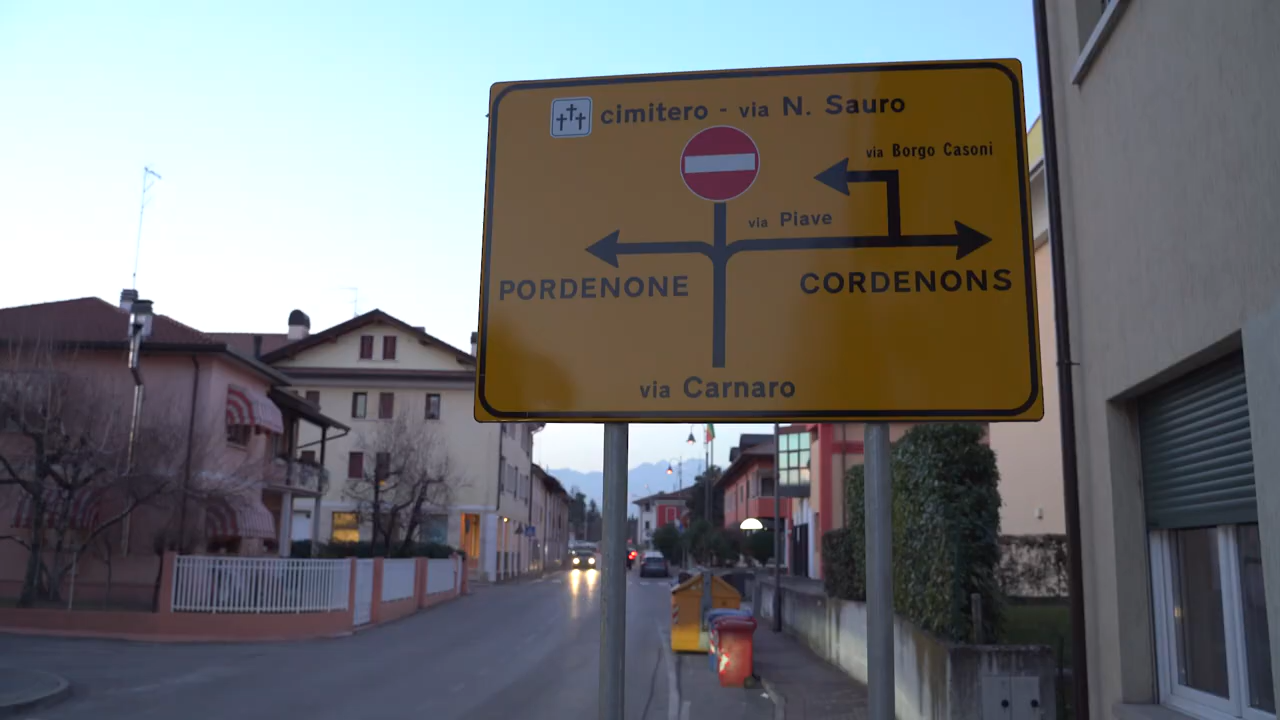 cimitero - via N. Sauro
via Borgo Casoni
via Piave
PORDENONE
CORDENONS
via Carnaro